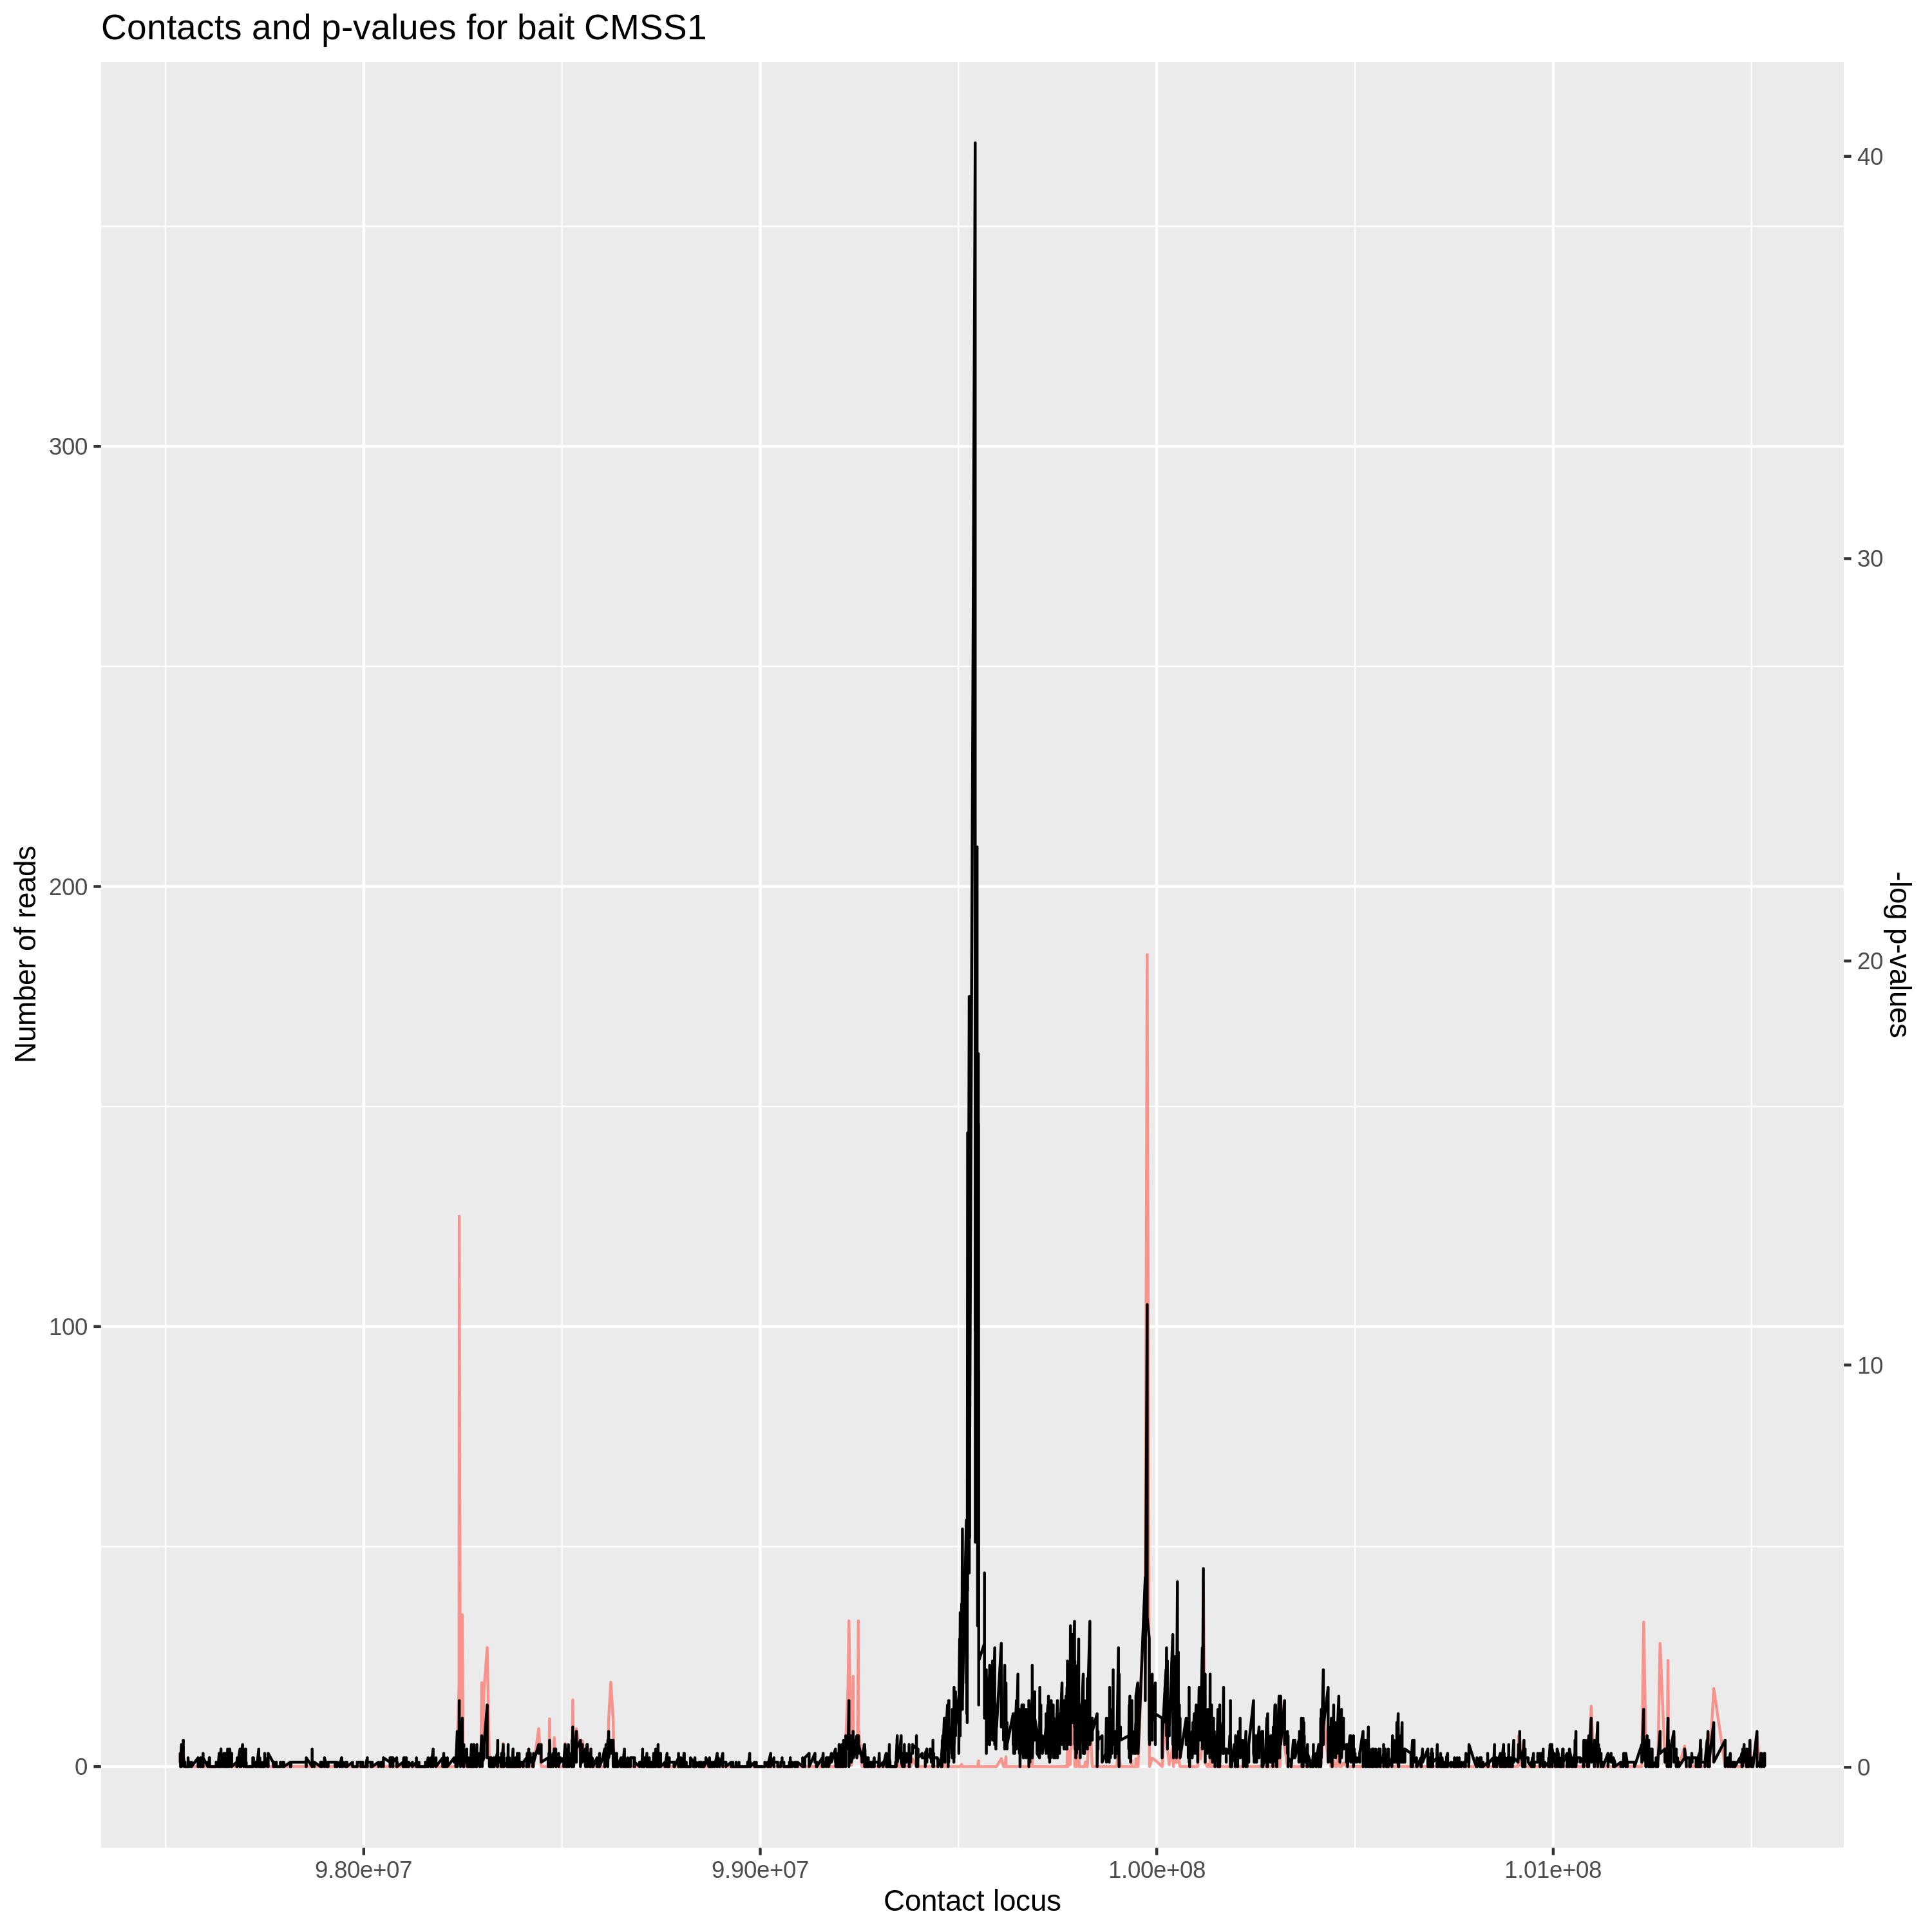 Contacts and p-values for bait CMSS1
Number of reads
300
200
100
0
40
30
20
10
0
-log p-values
9.80e+07
9.90e+07
1.00e+08
1.01e+08
Contact locus